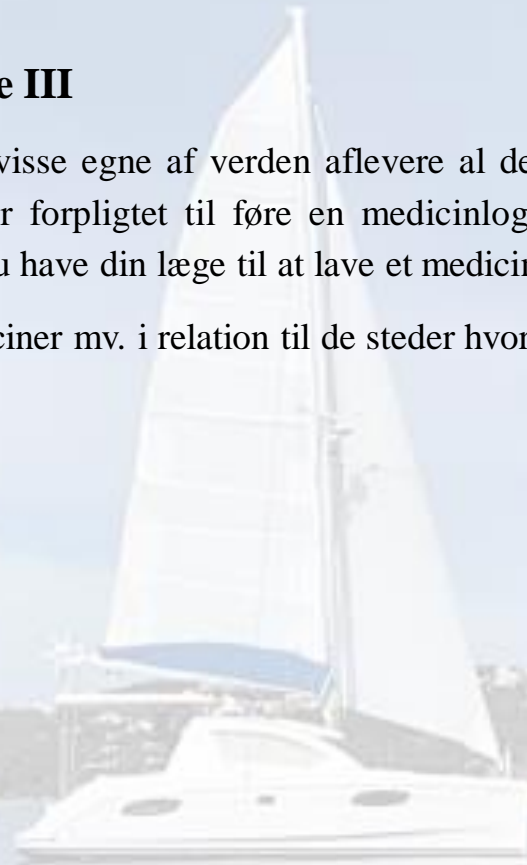 e III
visse egne af verden aflevere al de
r forpligtet til føre en medicinlog
u have din læge til at lave et medicin
ciner mv. i relation til de steder hvor